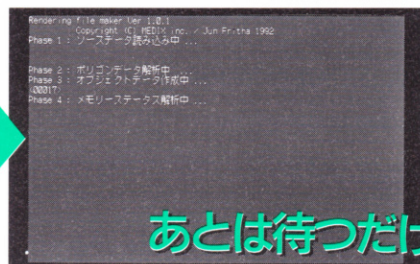 Rendering file maker Ver 1.0.1
Copyright (C) MEDIX inc. / Jun Fritha 1992
Phase 1 : ソースデータ読み込み中 ...
Phase 2 : ポリゴンデータ解析中 ...
Phase 3 : オブジェクトデータ作成中 ...
(00017)
Phase 4 : メモリーステータス解析中 ...
あとは待つだけ